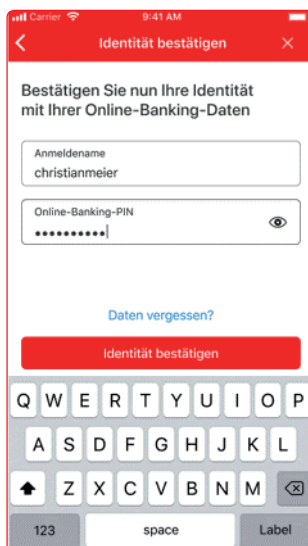 Carrier 9:41 AM
Identität bestätigen
Bestätigen Sie nun Ihre Identität
mit Ihrer Online-Banking-Daten
Anmeldename
christianmeier
Online-Banking-PIN
••••••••••
Daten vergessen?
Identität bestätigen
Q W E R T Y U I O P
A S D F G H J K L
Z X C V B N M
123 space Label